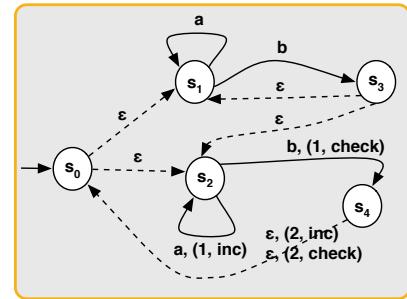 a
b
s1
s3
ε
ε
ε
b, (1, check)
s0
ε
s2
s4
ε, (2, inc)
a, (1, inc)
ε, (2, check)